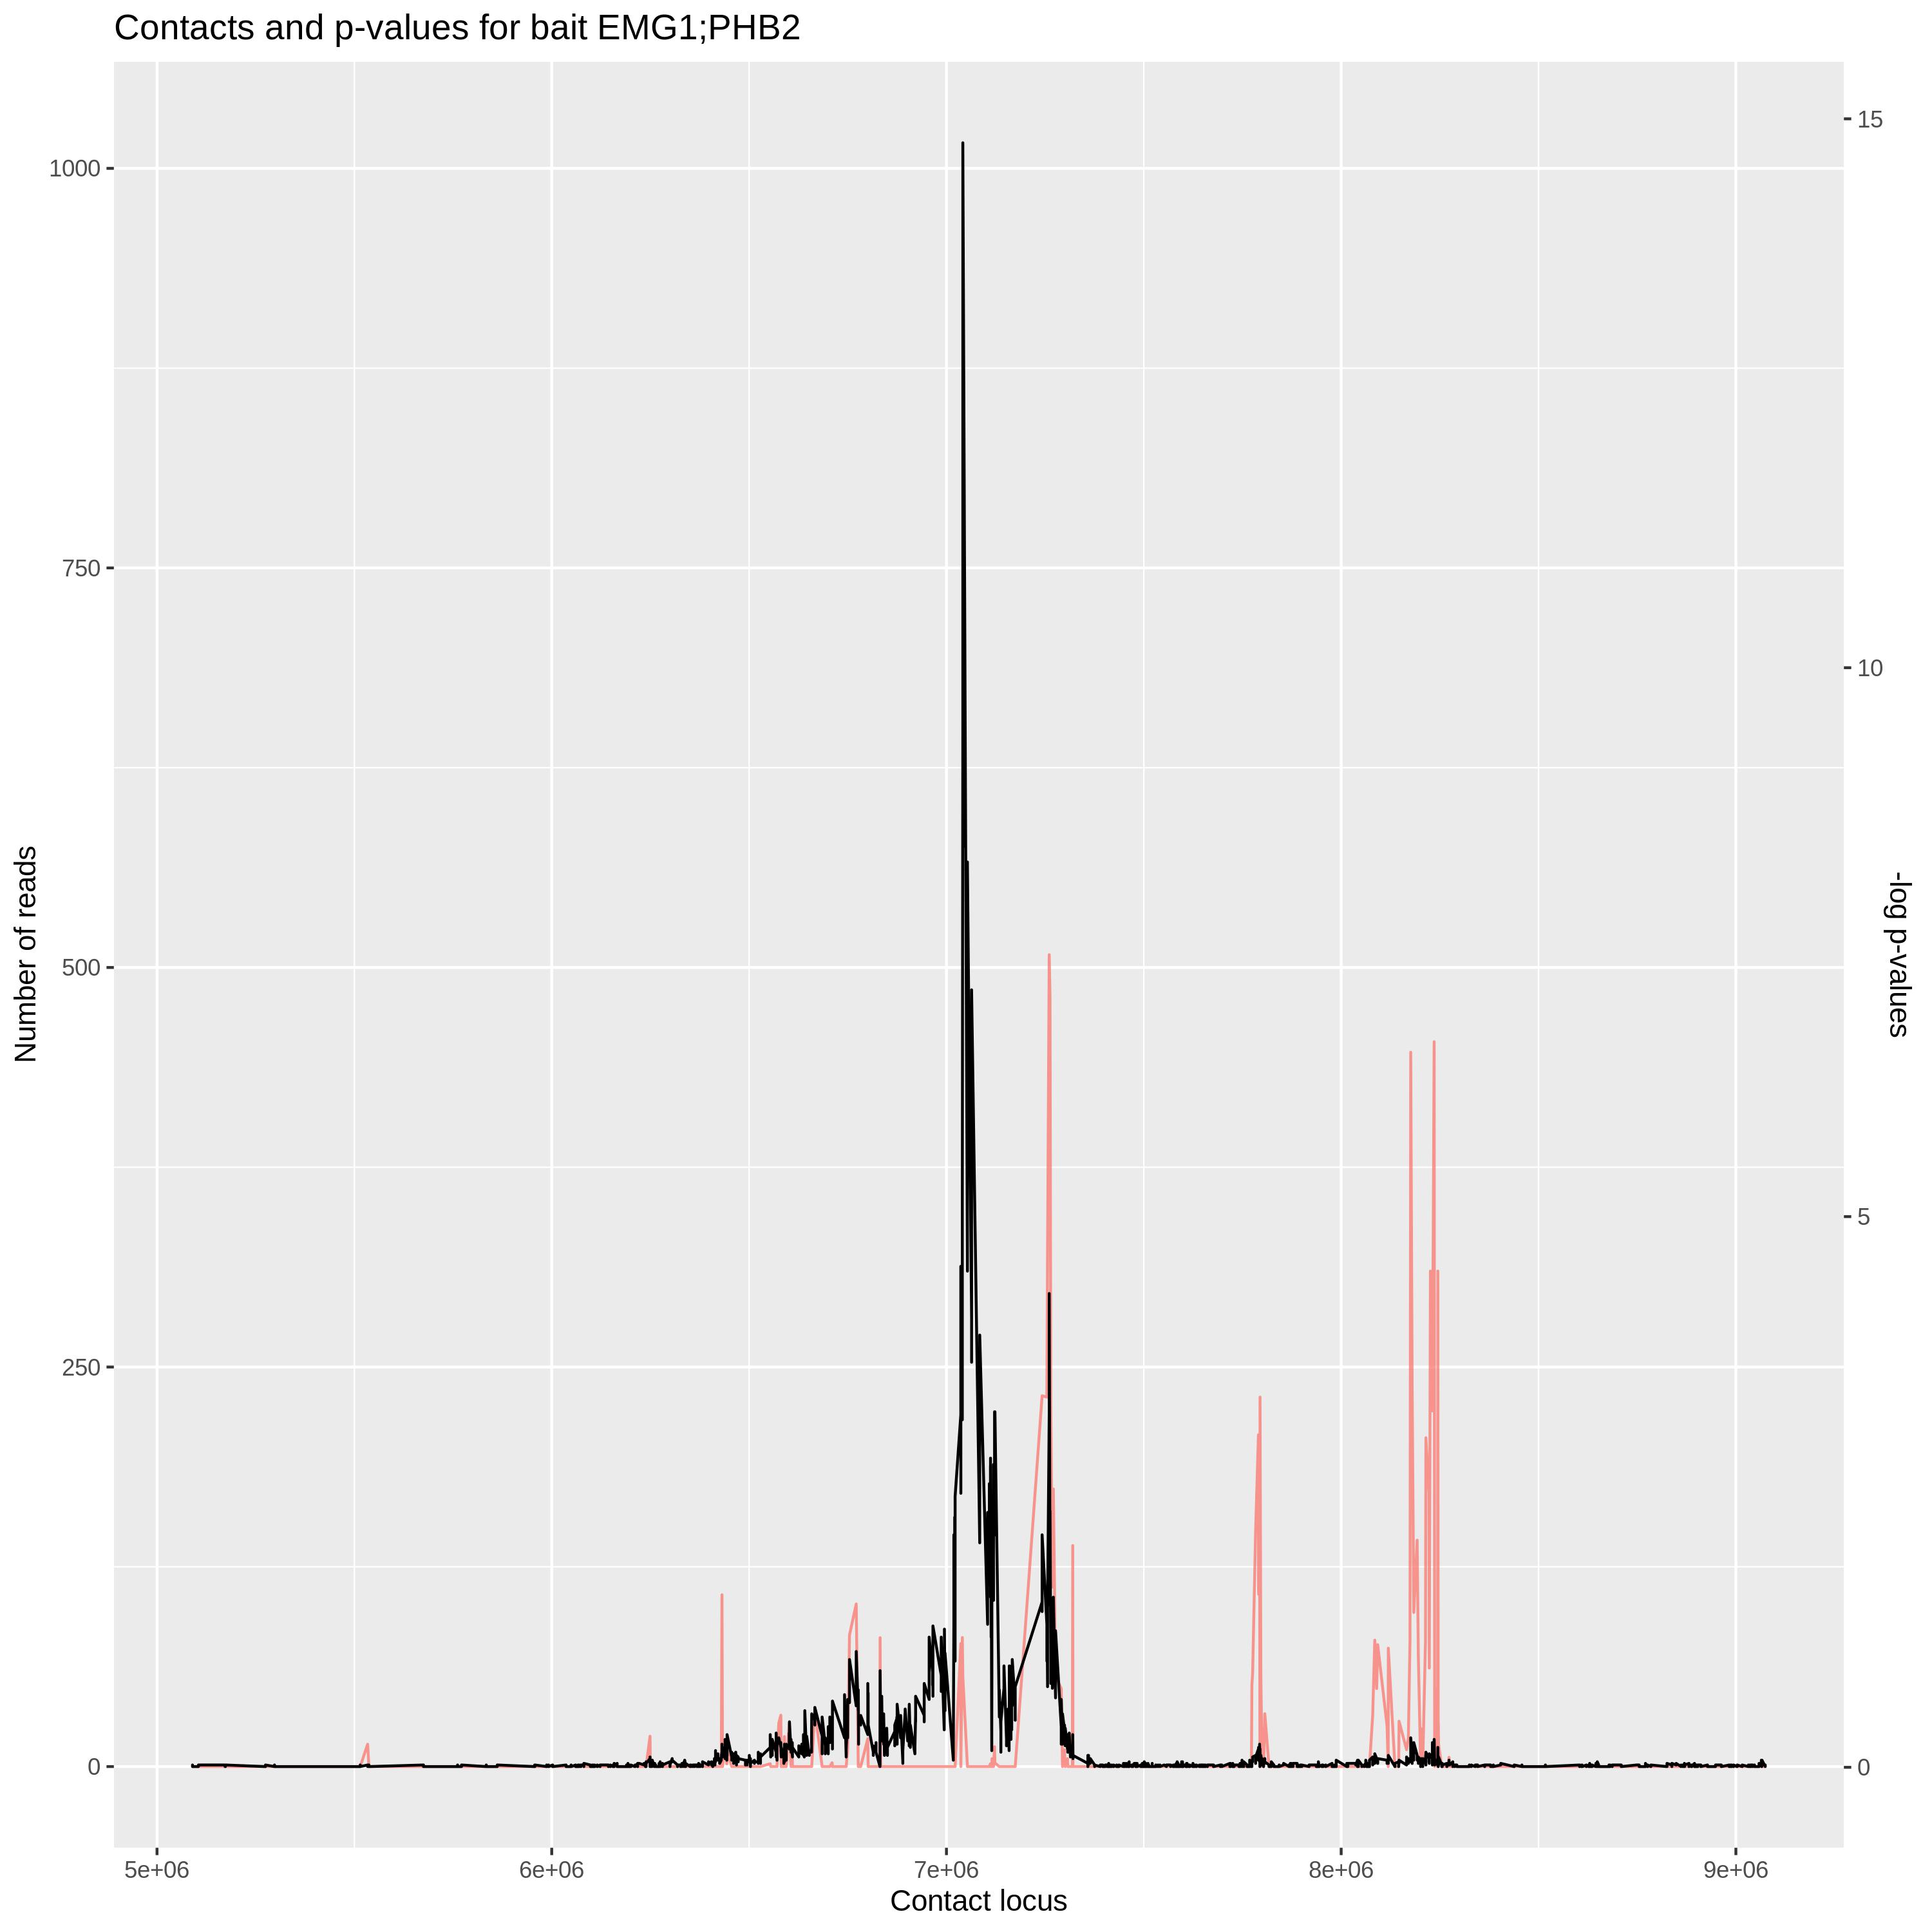 Contacts and p-values for bait EMG1;PHB2
15
1000
750
10
Number of reads
-log p-values
500
5
250
0
0
5e+06
6e+06
7e+06
8e+06
9e+06
Contact locus